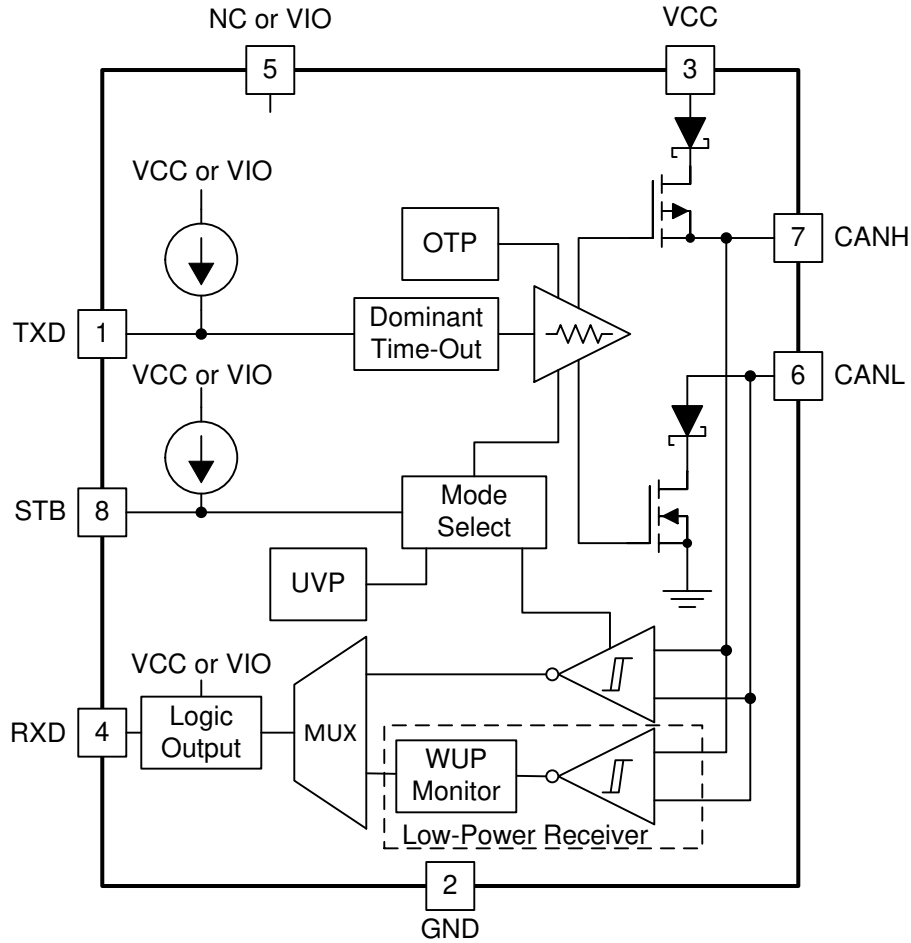 NC or VIO
VCC
5
3
VCC or VIO
OTP
7
CANH
TXD
1
Dominant
Time-Out
VCC or VIO
6
CANL
STB
8
Mode
Select
UVP
VCC or VIO
RXD
4
Logic
Output
MUX
WUP
Monitor
Low-Power Receiver
2
GND